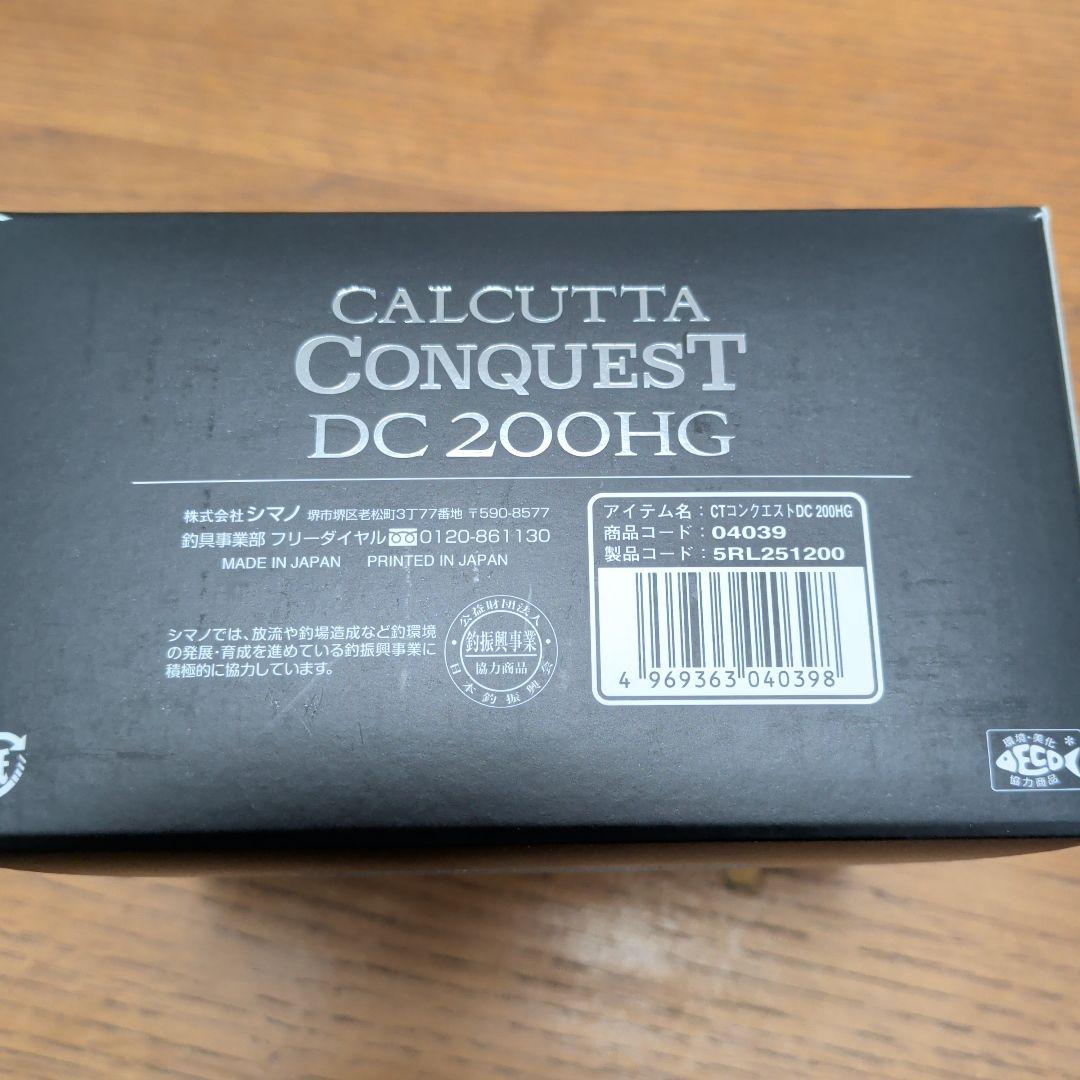 CALCUTTA
CONQUEST
DC 200HG
株式会社 シマノ 堺市堺区老松町3丁77番地 〒590-8577
釣具事業部 フリーダイヤル 0120-861130
MADE IN JAPAN PRINTED IN JAPAN
シマノでは、放流や釣場造成など釣環境
の発展・育成を進めている釣振興事業に
積極的に協力しています。
公益財団法人
釣振興事業
協力商品
日本釣振興会
アイテム名：CTコンクエストDC 200HG
商品コード：04039
製品コード：5RL251200
4 969363 040398
環境・美化
ECO
協力商品